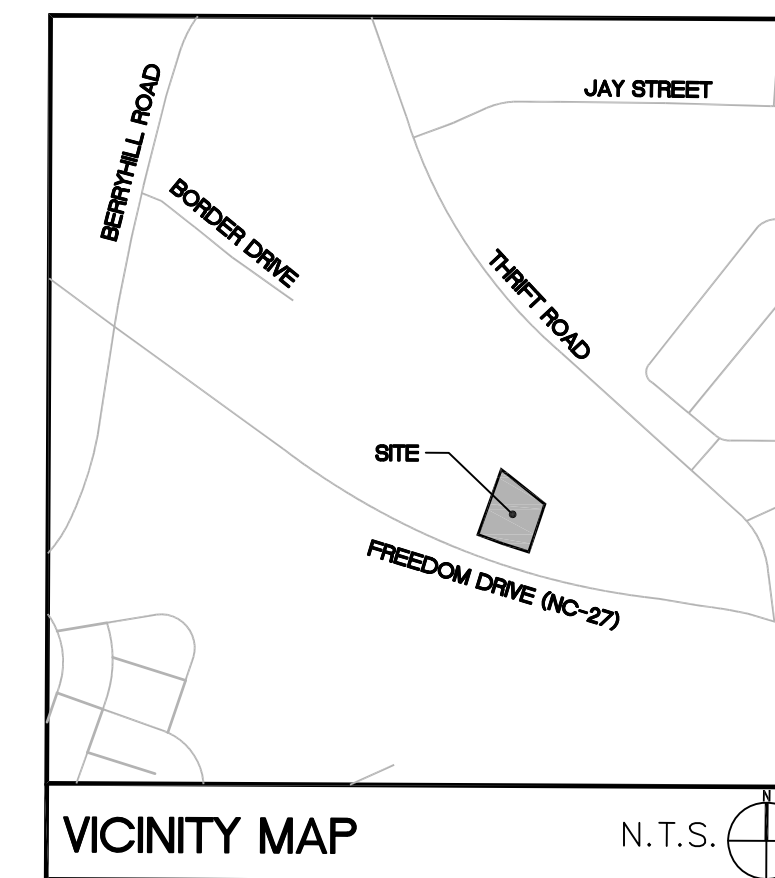 JAY STREET
BERRYHILL ROAD
BORDER DRIVE
THRIFT ROAD
SITE
FREEDOM DRIVE (NC-27)
VICINITY MAP
N.T.S.
N